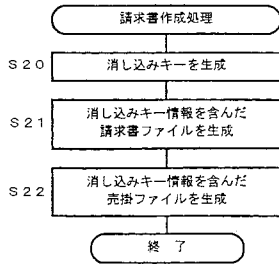 請求書作成処理
S20
消し込みキーを生成
S21
消し込みキー情報を含んだ
請求書ファイルを生成
S22
消し込みキー情報を含んだ
売掛ファイルを生成
終 了